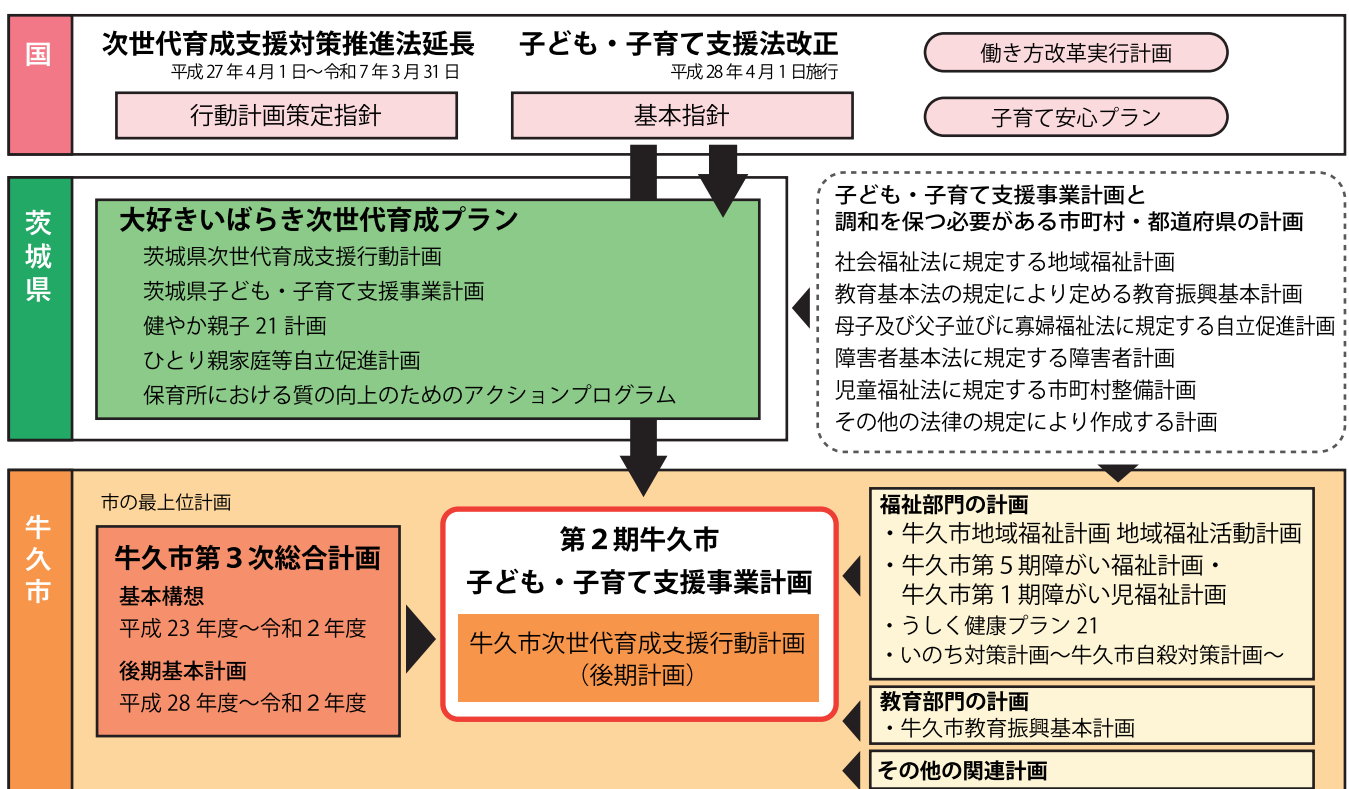 国
次世代育成支援対策推進法延長
平成27年4月1日〜令和7年3月31日
行動計画策定指針
子ども・子育て支援法改正
平成28年4月1日施行
基本指針
働き方改革実行計画
子育て安心プラン
茨城県
大好きいばらき次世代育成プラン
茨城県次世代育成支援行動計画
茨城県子ども・子育て支援事業計画
健やか親子21計画
ひとり親家庭等自立促進計画
保育所における質の向上のためのアクションプログラム
子ども・子育て支援事業計画と
調和を保つ必要がある市町村・都道府県の計画
社会福祉法に規定する地域福祉計画
教育基本法の規定により定める教育振興基本計画
母子及び父子並びに寡婦福祉法に規定する自立促進計画
障害者基本法に規定する障害者計画
児童福祉法に規定する市町村整備計画
その他の法律の規定により作成する計画
牛久市
市の最上位計画
牛久市第3次総合計画
基本構想
平成23年度〜令和2年度
後期基本計画
平成28年度〜令和2年度
第2期牛久市
子ども・子育て支援事業計画
牛久市次世代育成支援行動計画
（後期計画）
福祉部門の計画
・牛久市地域福祉計画 地域福祉活動計画
・牛久市第5期障がい福祉計画・
牛久市第1期障がい児福祉計画
・うしく健康プラン21
・いのち対策計画〜牛久市自殺対策計画〜
教育部門の計画
・牛久市教育振興基本計画
その他の関連計画